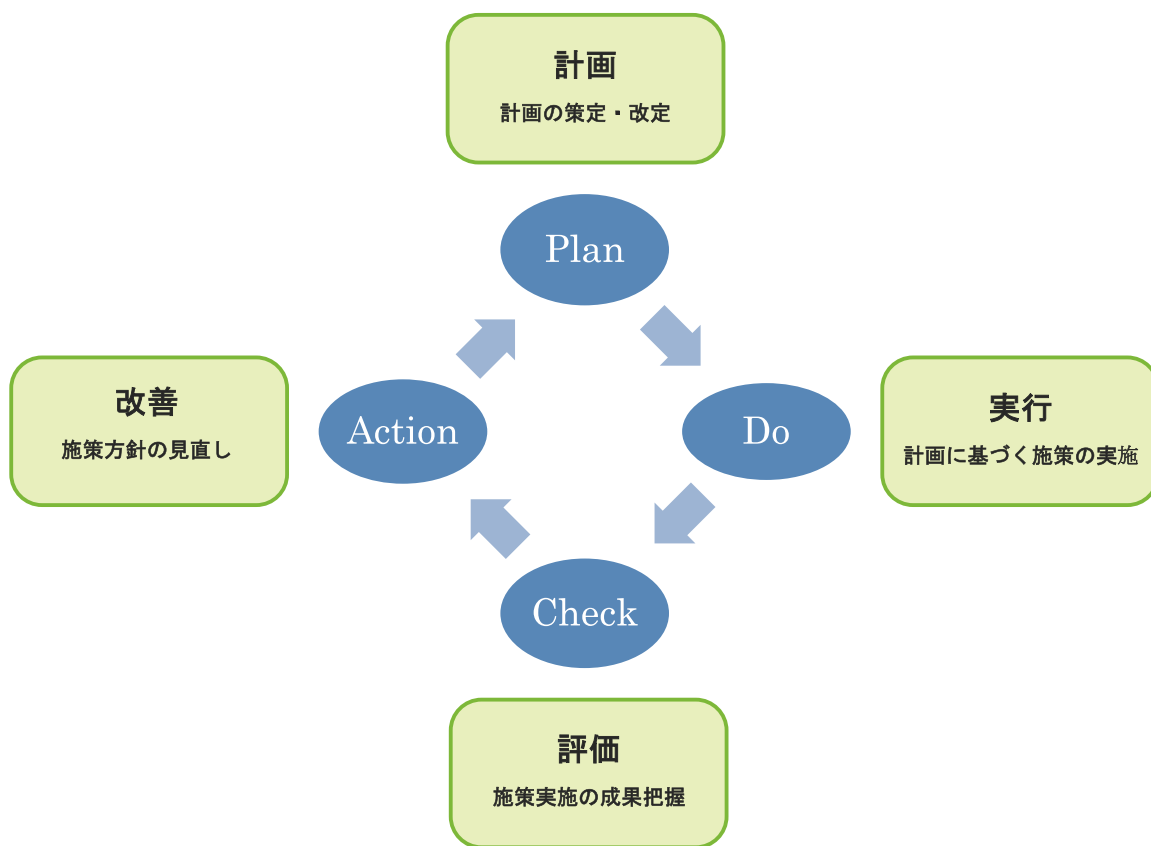 計画
計画の策定・改定
Plan
改善
施策方針の見直し
Action
Do
実行
計画に基づく施策の実施
Check
評価
施策実施の成果把握